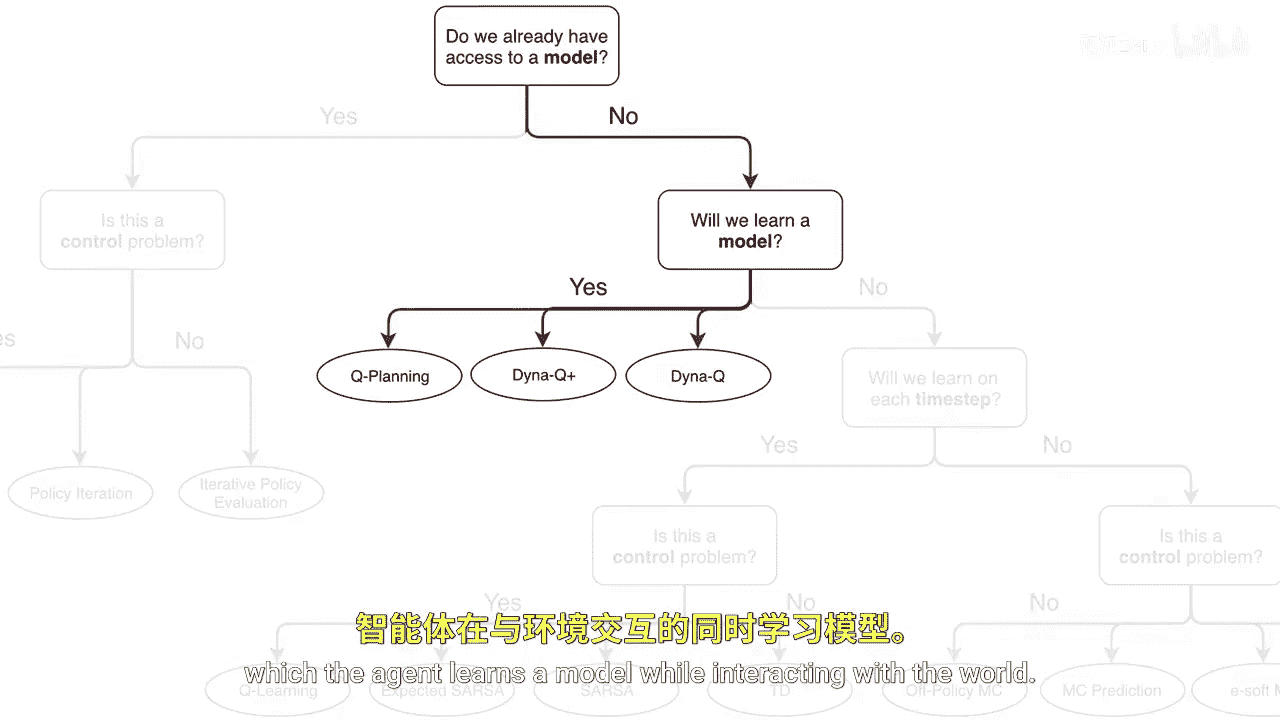 Do we already have
access to a model?
Yes
No
Is this a
control problem?
Will we learn a
model?
Yes
No
es
No
Q-Planning
Dyna-Q+
Dyna-Q
Will we learn on
each timestep?
Yes
No
Policy Iteration
Iterative Policy
Evaluation
Is this a
control problem?
Is this a
control problem?
Yes
No
No
智能体在与环境交互的同时学习模型。
which the agent learns a model while interacting with the world.
Q-Learning
Expected SARSA
SARSA
TD
Off-Policy MC
MC Prediction
e-soft M